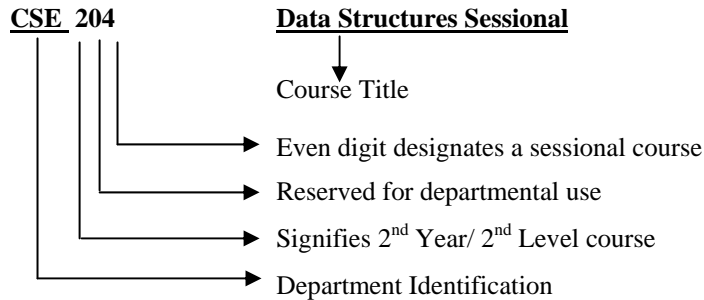 CSE 204 Data Structures Sessional
Course Title
Even digit designates a sessional course
Reserved for departmental use
Signifies 2nd Year/ 2nd Level course
Department Identification